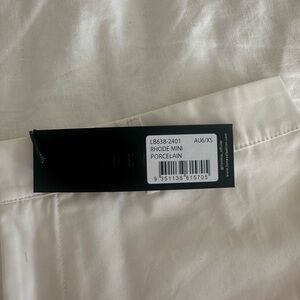 LB638-2401 AU6/XS
RHODE MINI
PORCELAIN
9 351138 615705